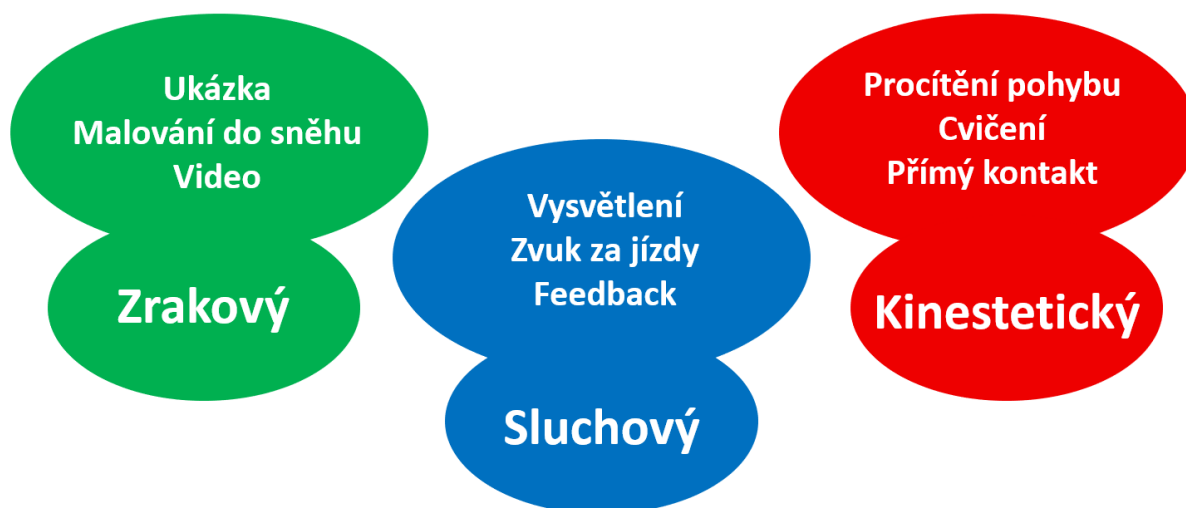 Ukázka
Malování do sněhu
Video
Zrakový
Vysvětlení
Zvuk za jízdy
Feedback
Sluchový
Procítění pohybu
Cvičení
Přímý kontakt
Kinestetický